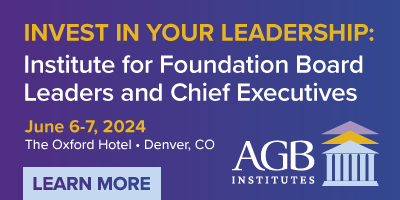 INVEST IN YOUR LEADERSHIP:
Institute for Foundation Board
Leaders and Chief Executives
June 6-7, 2024
The Oxford Hotel • Denver, CO
LEARN MORE
AGB
INSTITUTES